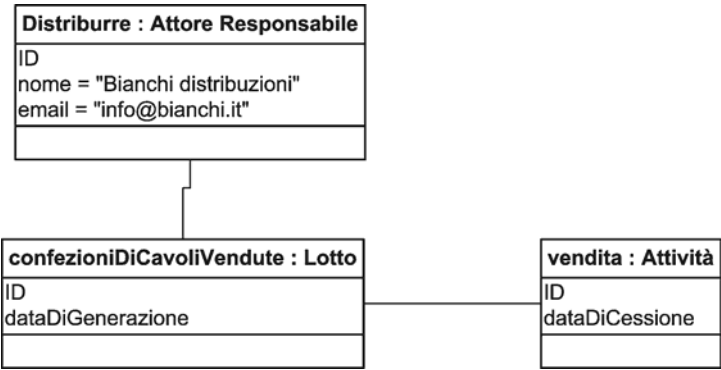 Distriburre : Attore Responsabile
ID
nome = "Bianchi distribuzioni"
email = "info@bianchi.it"
confezioniDiCavoliVendute : Lotto
ID
dataDiGenerazione
vendita : Attività
ID
dataDiCessione